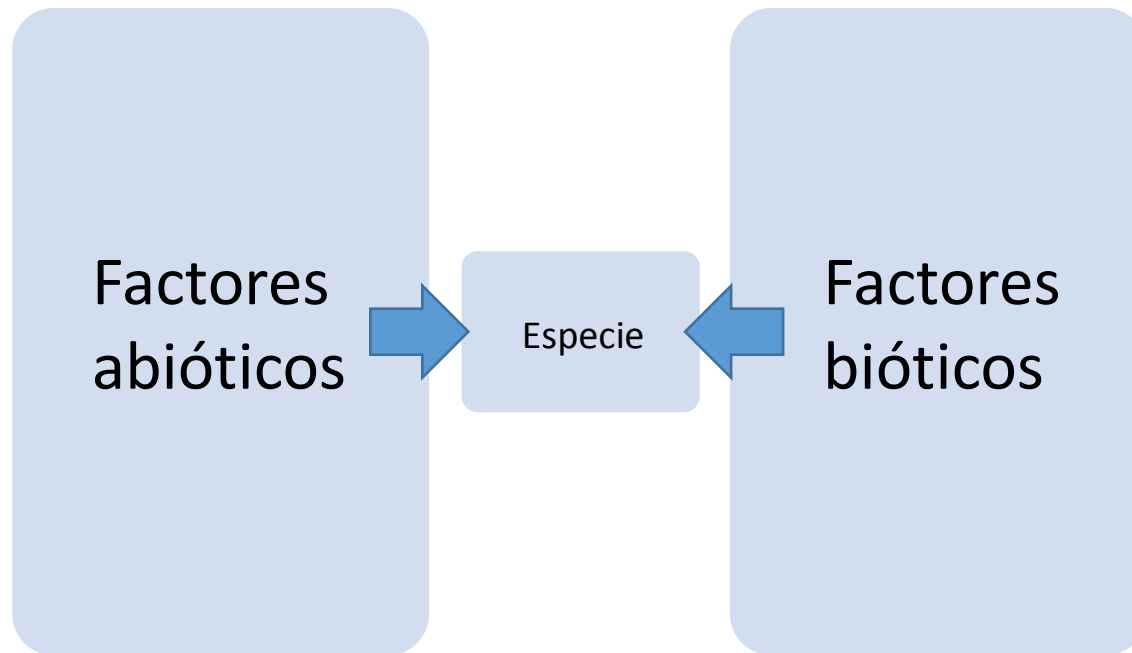 Factores
abióticos
Especie
Factores
bióticos